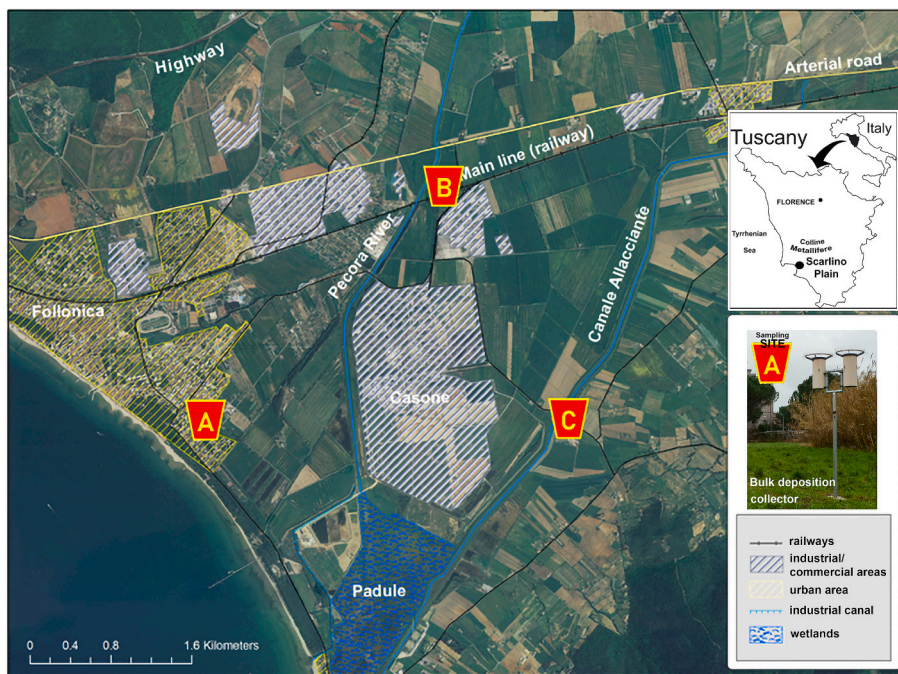 Highway
Arterial road
Main line (railway)
B
Pecora River
Canale Allacciante
Follonica
Casone
A
C
Padule
0 0.4 0.8 1.6 Kilometers
Tuscany
Italy
FLORENCE
Tyrrhenian
Sea
Colline
Metallifere
Scarlino
Plain
Sampling
SITE
A
Bulk deposition
collector
railways
industrial/
commercial areas
urban area
industrial canal
wetlands